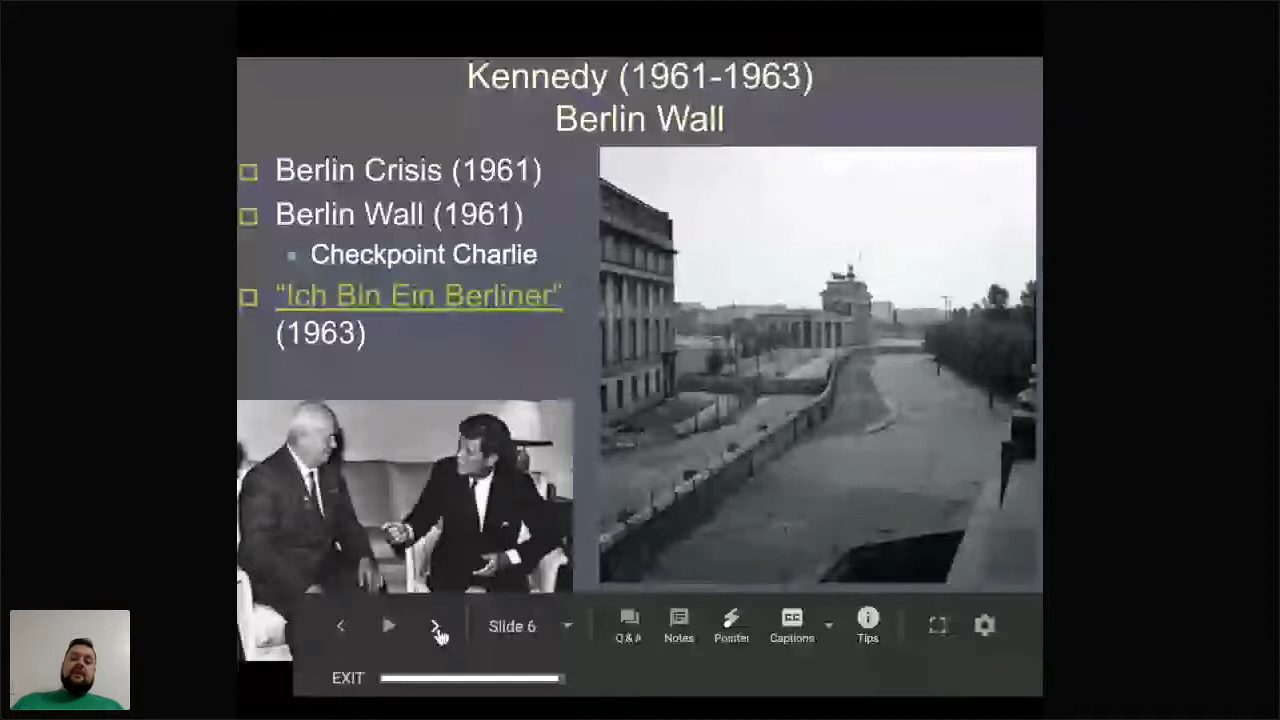 Kennedy (1961-1963)
Berlin Wall
Berlin Crisis (1961)
Berlin Wall (1961)
Checkpoint Charlie
"Ich Bin Ein Berliner"
(1963)
Slide 6
Q & A
Notes
Pointer
Captions
Tips
EXIT